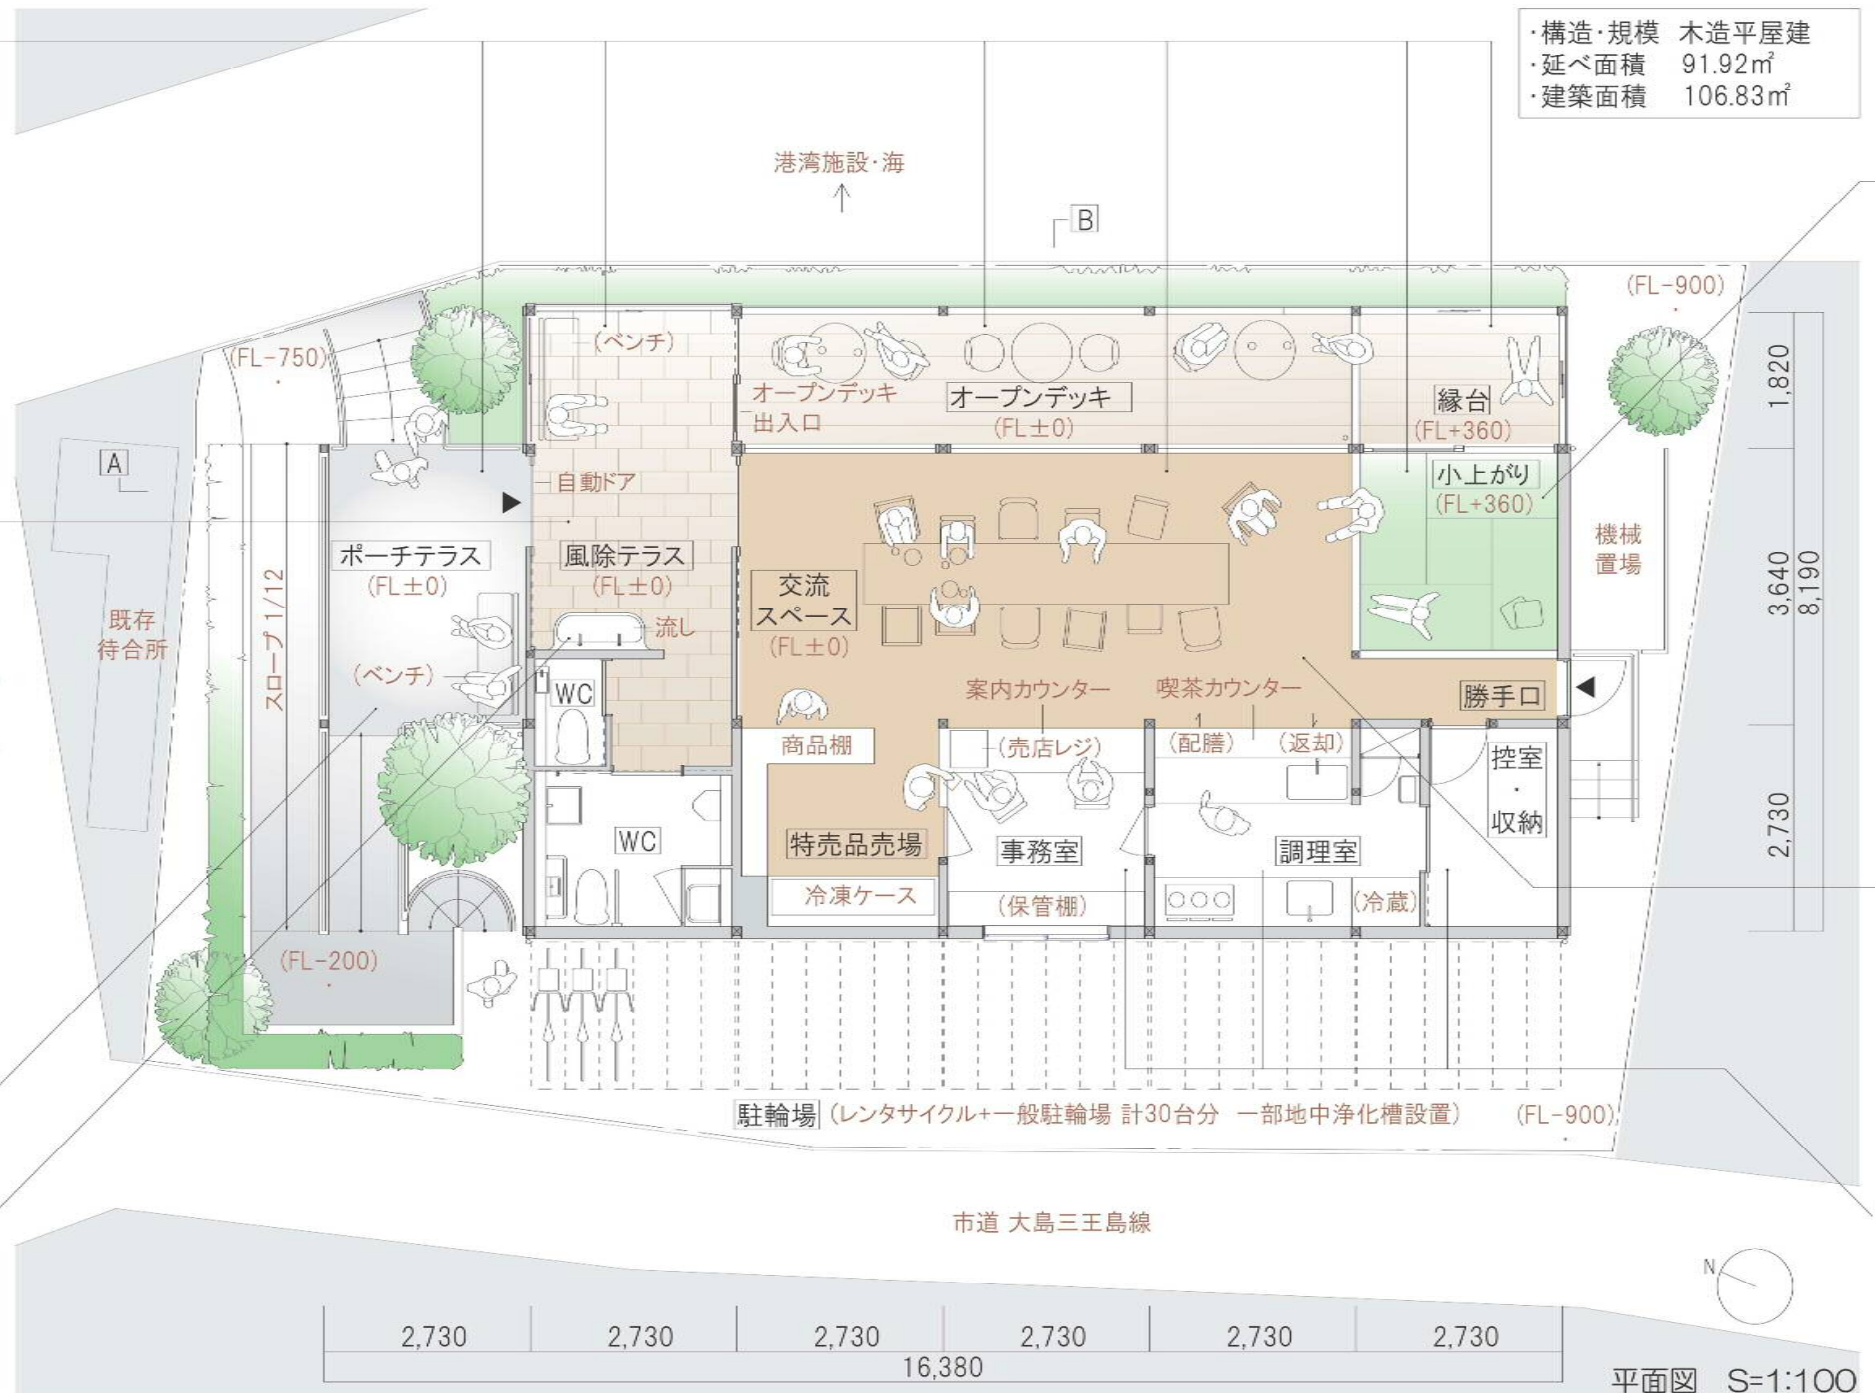 ・構造・規模 木造平屋建
・延べ面積 91.92㎡
・建築面積 106.83㎡
港湾施設・海
B
(FL-900)
(FL-750)
(ベンチ)
オープンデッキ
出入口
オープンデッキ
(FL±0)
縁台
(FL+360)
1,820
A
自動ドア
小上がり
(FL+360)
ポーチテラス
(FL±0)
風除テラス
(FL±0)
交流
スペース
(FL±0)
機械
置場
3,640
8,190
既存
待合所
スロープ 1/12
流し
(ベンチ)
WC
案内カウンター
喫茶カウンター
勝手口
商品棚
(売店レジ)
(配膳)
(返却)
控室
・
収納
2,730
WC
特売品売場
事務室
調理室
冷凍ケース
(保管棚)
(冷蔵)
(FL-200)
駐輪場 (レンタサイクル+一般駐輪場 計30台分 一部地中浄化槽設置)
(FL-900)
市道 大島三王島線
N
2,730
2,730
2,730
2,730
2,730
2,730
16,380
平面図 S=1:100